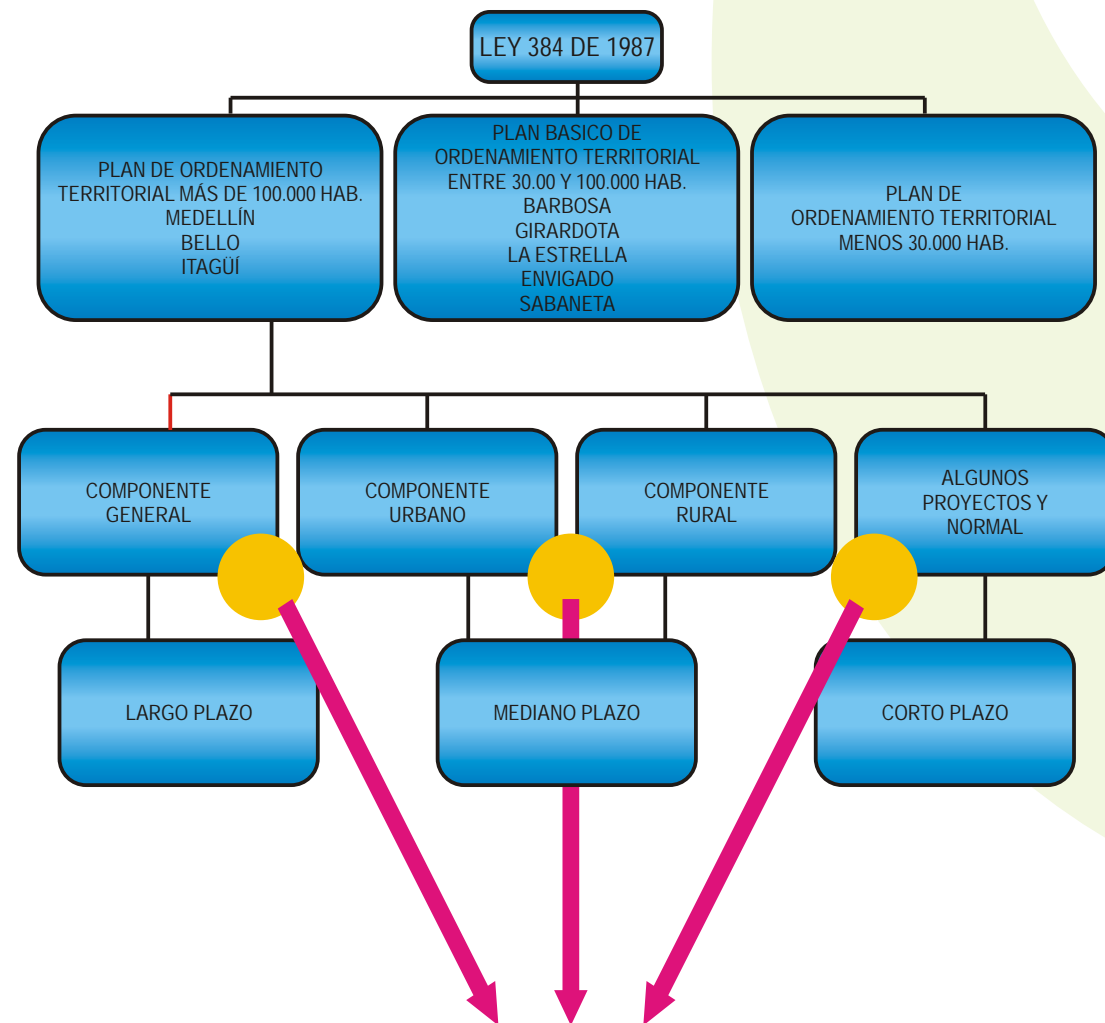 LEY 384 DE 1987
PLAN DE ORDENAMIENTO
TERRITORIAL MÁS DE 100.000 HAB.
MEDELLÍN
BELLO
ITAGÜÍ
PLAN BASICO DE
ORDENAMIENTO TERRITORIAL
ENTRE 30.00 Y 100.000 HAB.
BARBOSA
GIRARDOTA
LA ESTRELLA
ENVIGADO
SABANETA
PLAN DE
ORDENAMIENTO TERRITORIAL
MENOS 30.000 HAB.
COMPONENTE
GENERAL
COMPONENTE
URBANO
COMPONENTE
RURAL
ALGUNOS
PROYECTOS Y
NORMAL
LARGO PLAZO
MEDIANO PLAZO
CORTO PLAZO